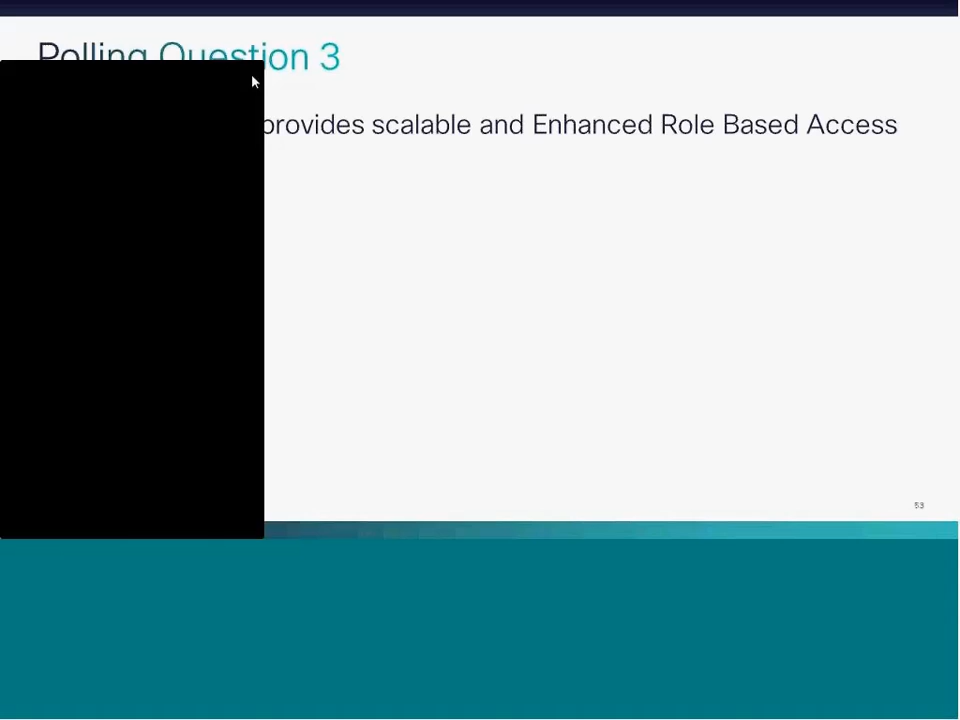 Polling Question 3
provides scalable and Enhanced Role Based Access
53